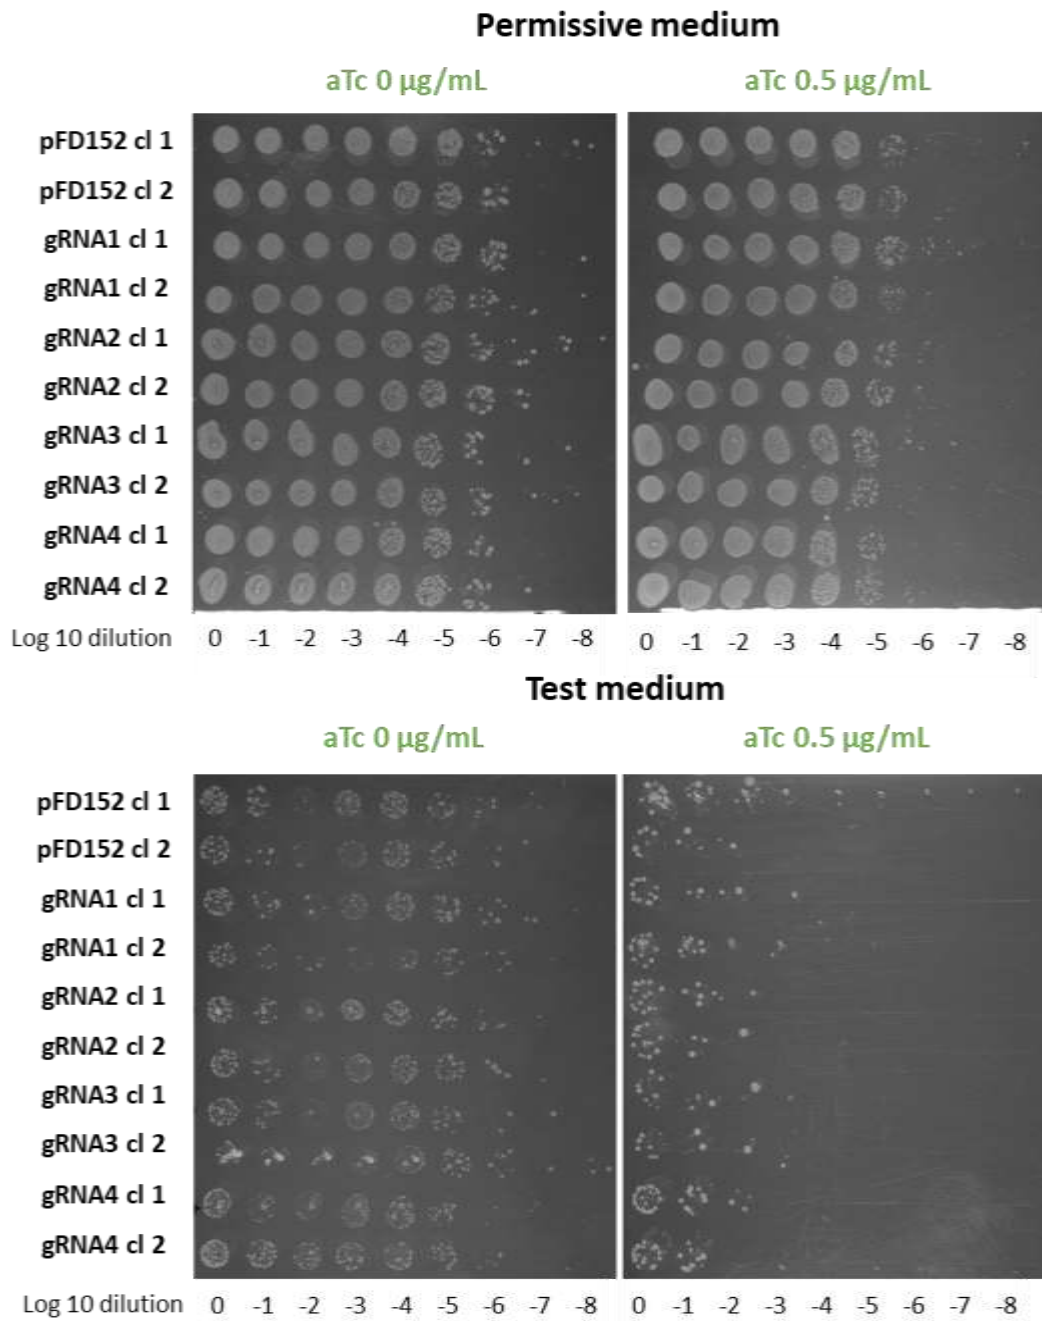 Permissive medium
aTc 0 µg/mL
aTc 0.5 µg/mL
pFD152 cl 1
pFD152 cl 2
gRNA1 cl 1
gRNA1 cl 2
gRNA2 cl 1
gRNA2 cl 2
gRNA3 cl 1
gRNA3 cl 2
gRNA4 cl 1
gRNA4 cl 2
Log 10 dilution 0 -1 -2 -3 -4 -5 -6 -7 -8 0 -1 -2 -3 -4 -5 -6 -7 -8
Test medium
aTc 0 µg/mL
aTc 0.5 µg/mL
pFD152 cl 1
pFD152 cl 2
gRNA1 cl 1
gRNA1 cl 2
gRNA2 cl 1
gRNA2 cl 2
gRNA3 cl 1
gRNA3 cl 2
gRNA4 cl 1
gRNA4 cl 2
Log 10 dilution 0 -1 -2 -3 -4 -5 -6 -7 -8 0 -1 -2 -3 -4 -5 -6 -7 -8